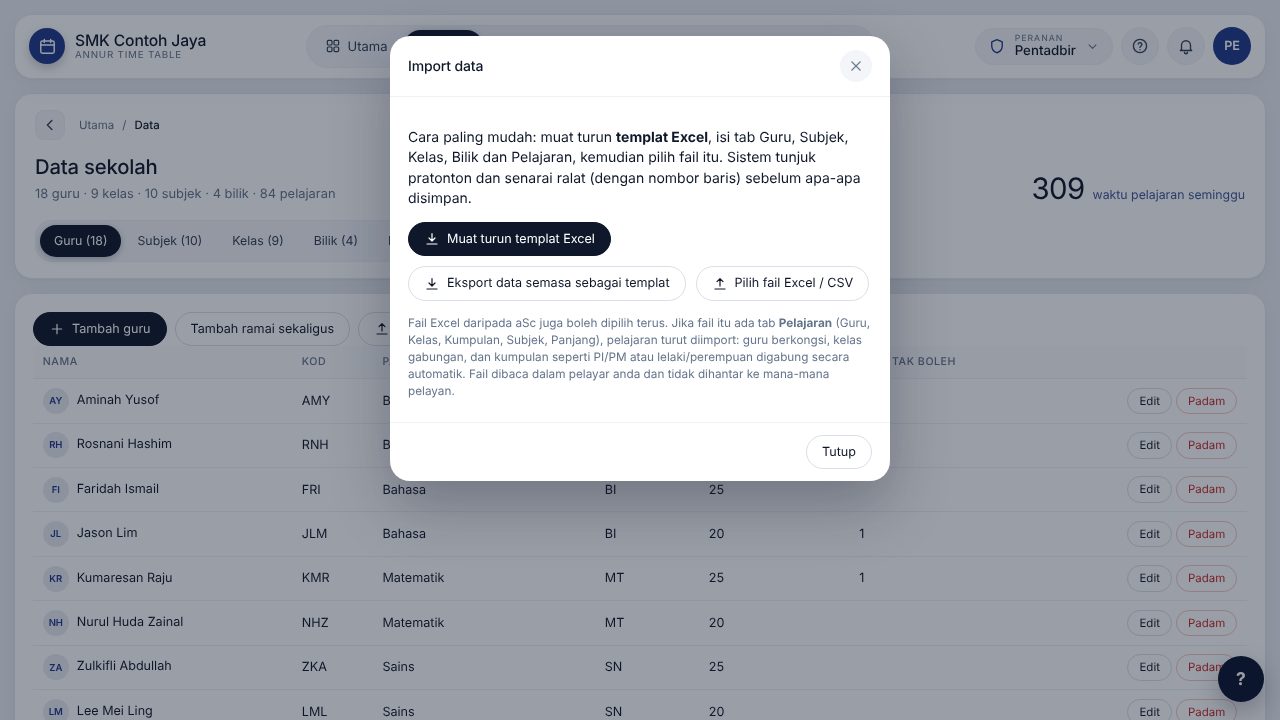 SMK Contoh Jaya
ANNUR TIME TABLE
Utama
PERANAN
Pentadbir
PE
Utama / Data
Data sekolah
18 guru · 9 kelas · 10 subjek · 4 bilik · 84 pelajaran
309 waktu pelajaran seminggu
Guru (18)
Subjek (10)
Kelas (9)
Bilik (4)
Tambah guru
Tambah ramai sekaligus
Import data
Cara paling mudah: muat turun templat Excel, isi tab Guru, Subjek,
Kelas, Bilik dan Pelajaran, kemudian pilih fail itu. Sistem tunjuk
pratonton dan senarai ralat (dengan nombor baris) sebelum apa-apa
disimpan.
Muat turun templat Excel
Eksport data semasa sebagai templat
Pilih fail Excel / CSV
Fail Excel daripada aSc juga boleh dipilih terus. Jika fail itu ada tab Pelajaran (Guru,
Kelas, Kumpulan, Subjek, Panjang), pelajaran turut diimport: guru berkongsi, kelas
gabungan, dan kumpulan seperti PI/PM atau lelaki/perempuan digabung secara
automatik. Fail dibaca dalam pelayar anda dan tidak dihantar ke mana-mana
pelayan.
Tutup
NAMA KOD TAK BOLEH
AY Aminah Yusof AMY Edit Padam
RH Rosnani Hashim RNH Edit Padam
FI Faridah Ismail FRI Bahasa BI 25 Edit Padam
JL Jason Lim JLM Bahasa BI 20 1 Edit Padam
KR Kumaresan Raju KMR Matematik MT 25 1 Edit Padam
NH Nurul Huda Zainal NHZ Matematik MT 20 Edit Padam
ZA Zulkifli Abdullah ZKA Sains SN 25 Edit Padam
LM Lee Mei Ling LML Sains SN 20 Edit Padam
?